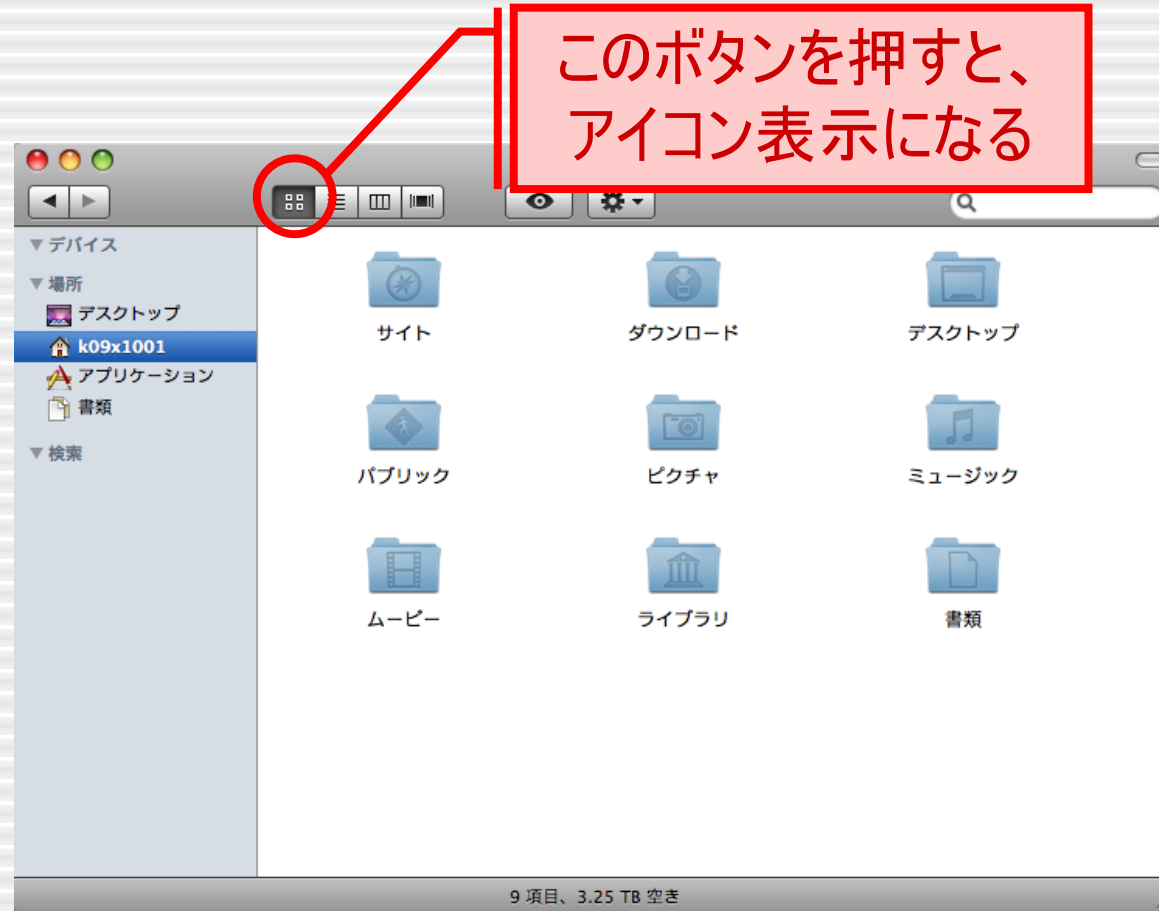 このボタンを押すと、
アイコン表示になる
デバイス
場所
デスクトップ
k09x1001
アプリケーション
書類
検索
サイト
ダウンロード
デスクトップ
パブリック
ピクチャ
ミュージック
ムービー
ライブラリ
書類
9 項目、3.25 TB 空き